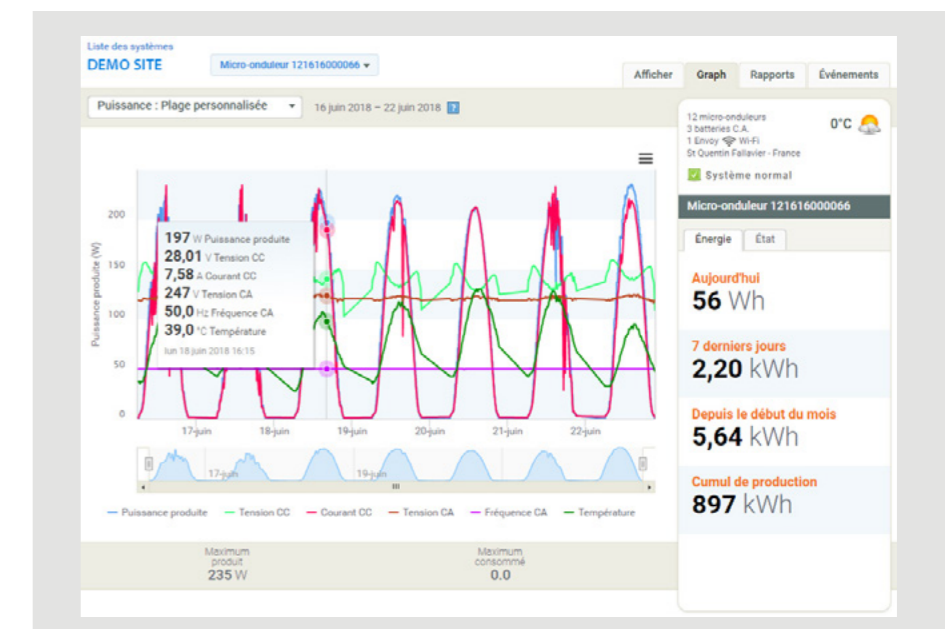 Liste des systèmes
DEMO SITE
Micro-onduleur 121616000066
Afficher
Graph
Rapports
Événements
Puissance : Plage personnalisée
16 juin 2018 – 22 juin 2018 ?
12 micro-onduleurs
3 batteries C.A.
1 Envoy Wi-Fi
St Quentin Fallavier - France
0°C
Système normal
Micro-onduleur 121616000066
Énergie
État
Aujourd'hui
56 Wh
7 derniers jours
2,20 kWh
Depuis le début du mois
5,64 kWh
Cumul de production
897 kWh
Puissance produite (W)
200
150
100
50
0
197 W Puissance produite
28,01 V Tension CC
7,58 A Courant CC
247 V Tension CA
50,0 Hz Fréquence CA
39,0 °C Température
lun 18 juin 2018 16:15
17-juin
18-juin
19-juin
20-juin
21-juin
22-juin
17-juin
19-juin
Puissance produite
Tension CC
Courant CC
Tension CA
Fréquence CA
Température
Maximum
produit
235 W
Maximum
consommé
0.0